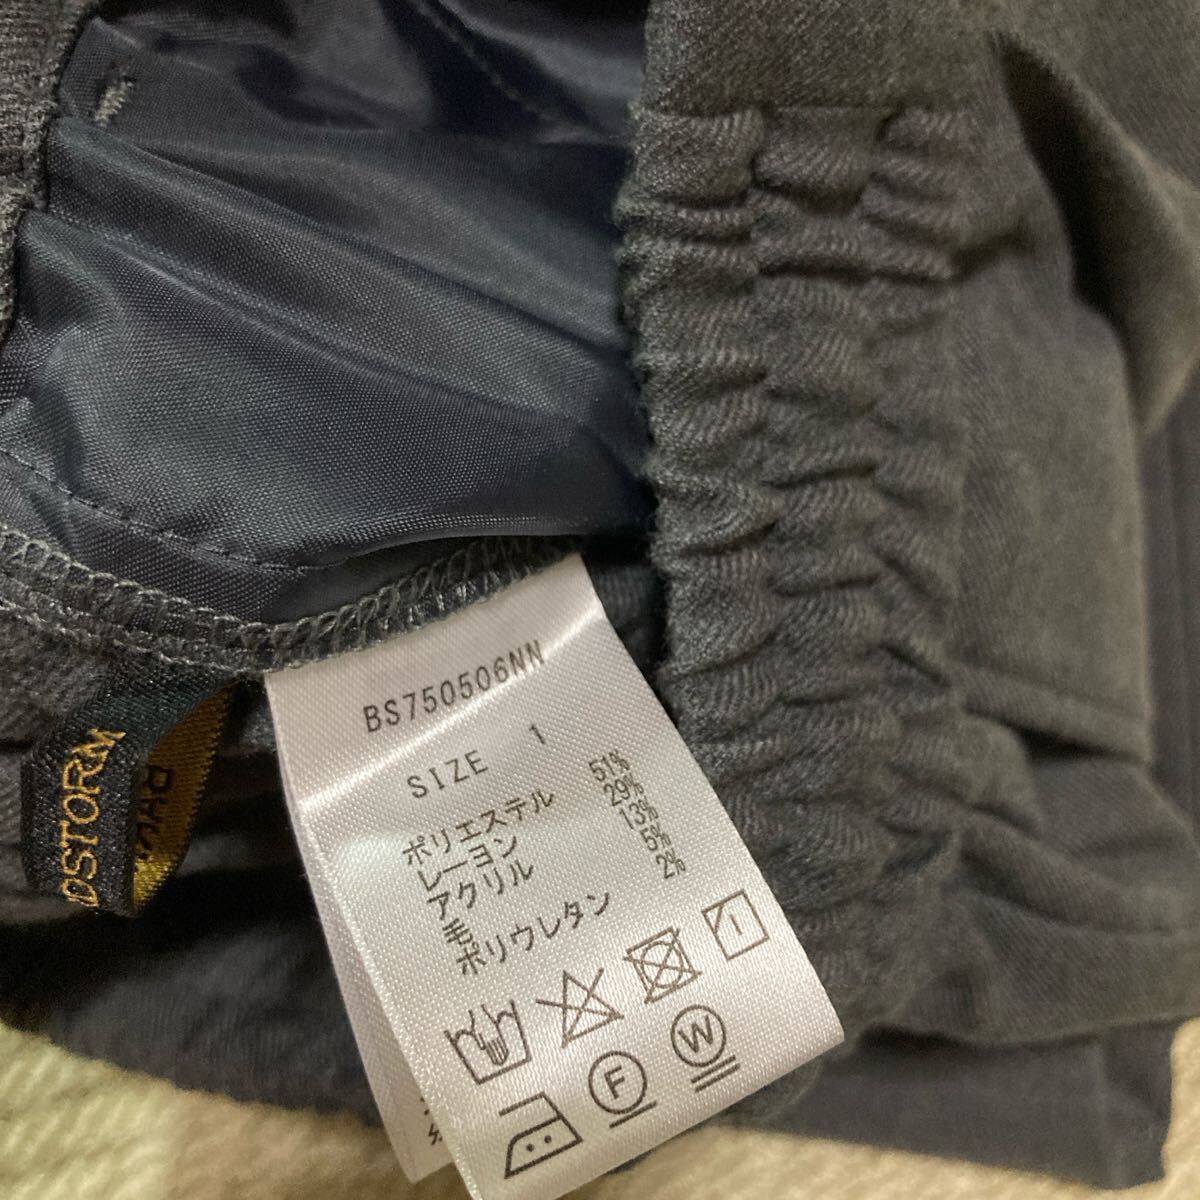 BS750506NN
SIZE 1
ポリエステル 51%
レーヨン 29%
アクリル 13%
毛 5%
ポリウレタン 2%
F
W
DSTORM